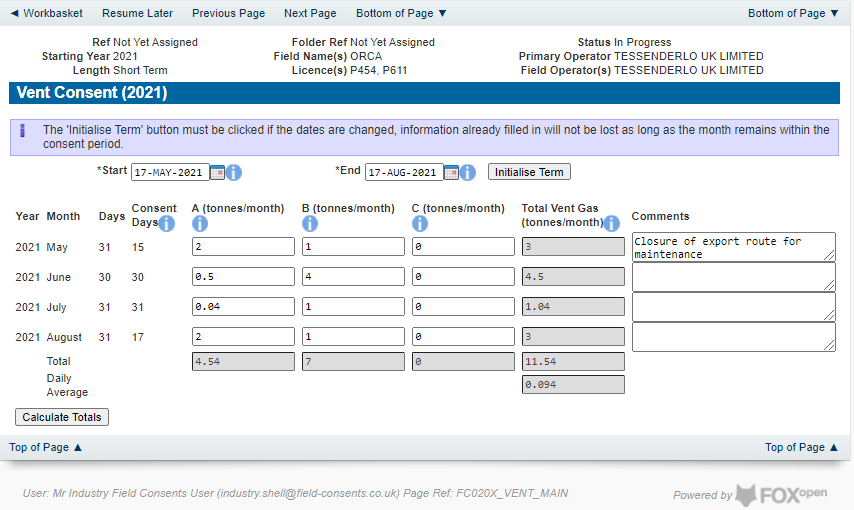 ◄ Workbasket Resume Later Previous Page Next Page Bottom of Page ▼ Bottom of Page ▼
Ref Not Yet Assigned Folder Ref Not Yet Assigned Status In Progress
Starting Year 2021 Field Name(s) ORCA Primary Operator TESSENDERLO UK LIMITED
Length Short Term Licence(s) P454, P611 Field Operator(s) TESSENDERLO UK LIMITED
Vent Consent (2021)
i The 'Initialise Term' button must be clicked if the dates are changed, information already filled in will not be lost as long as the month remains within the
consent period.
*Start 17-MAY-2021 i *End 17-AUG-2021 i Initialise Term
Year Month Days Consent Days i A (tonnes/month) i B (tonnes/month) i C (tonnes/month) i Total Vent Gas (tonnes/month) i Comments
2021 May 31 15 2 1 0 3 Closure of export route for
maintenance
2021 June 30 30 0.5 4 0 4.5
2021 July 31 31 0.04 1 0 1.04
2021 August 31 17 2 1 0 3
Total 4.54 7 0 11.54
Daily
Average 0.094
Calculate Totals
Top of Page ▲ Top of Page ▲
User: Mr Industry Field Consents User (industry.shell@field-consents.co.uk) Page Ref: FC020X_VENT_MAIN Powered by FOXopen